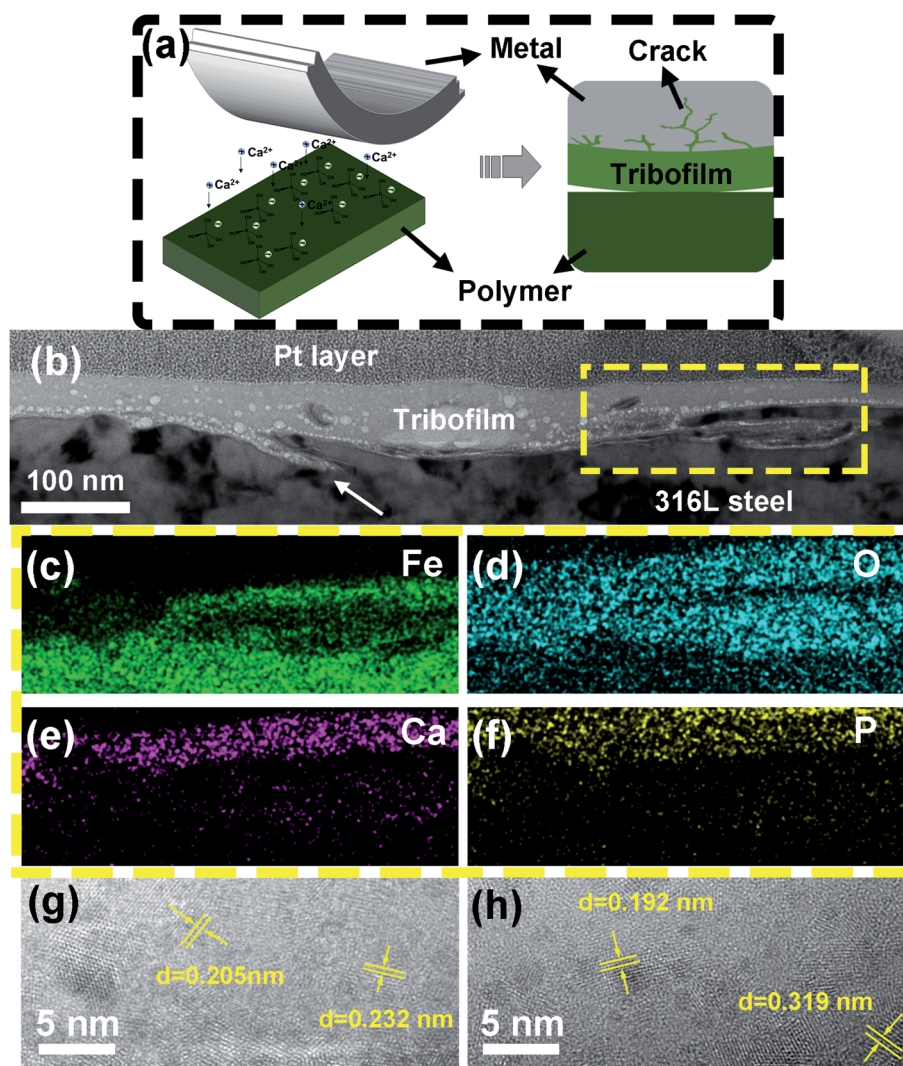 (a)
Metal
Crack
Ca²⁺
Ca²⁺
Ca²⁺
Ca²⁺
Ca²⁺
Ca²⁺
Tribofilm
Polymer
(b)
Pt layer
Tribofilm
100 nm
316L steel
(c)
Fe
(d)
O
(e)
Ca
(f)
P
(g)
d=0.205nm
d=0.232 nm
5 nm
(h)
d=0.192 nm
d=0.319 nm
5 nm